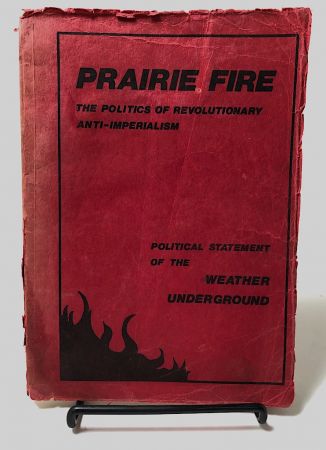 PRAIRIE FIRE
THE POLITICS OF REVOLUTIONARY
ANTI-IMPERIALISM
POLITICAL STATEMENT
OF THE
WEATHER
UNDERGROUND